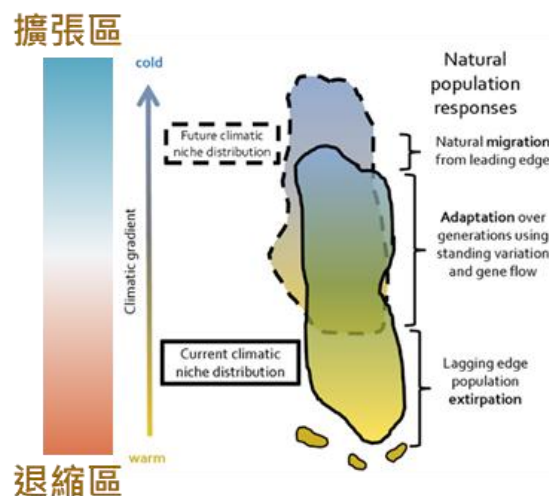 擴張區
cold
Climatic gradient
warm
退縮區
Future climatic
niche distribution
Current climatic
niche distribution
Natural
population
responses
Natural migration
from leading edge
Adaptation over
generations using
standing variation
and gene flow
Lagging edge
population
extirpation